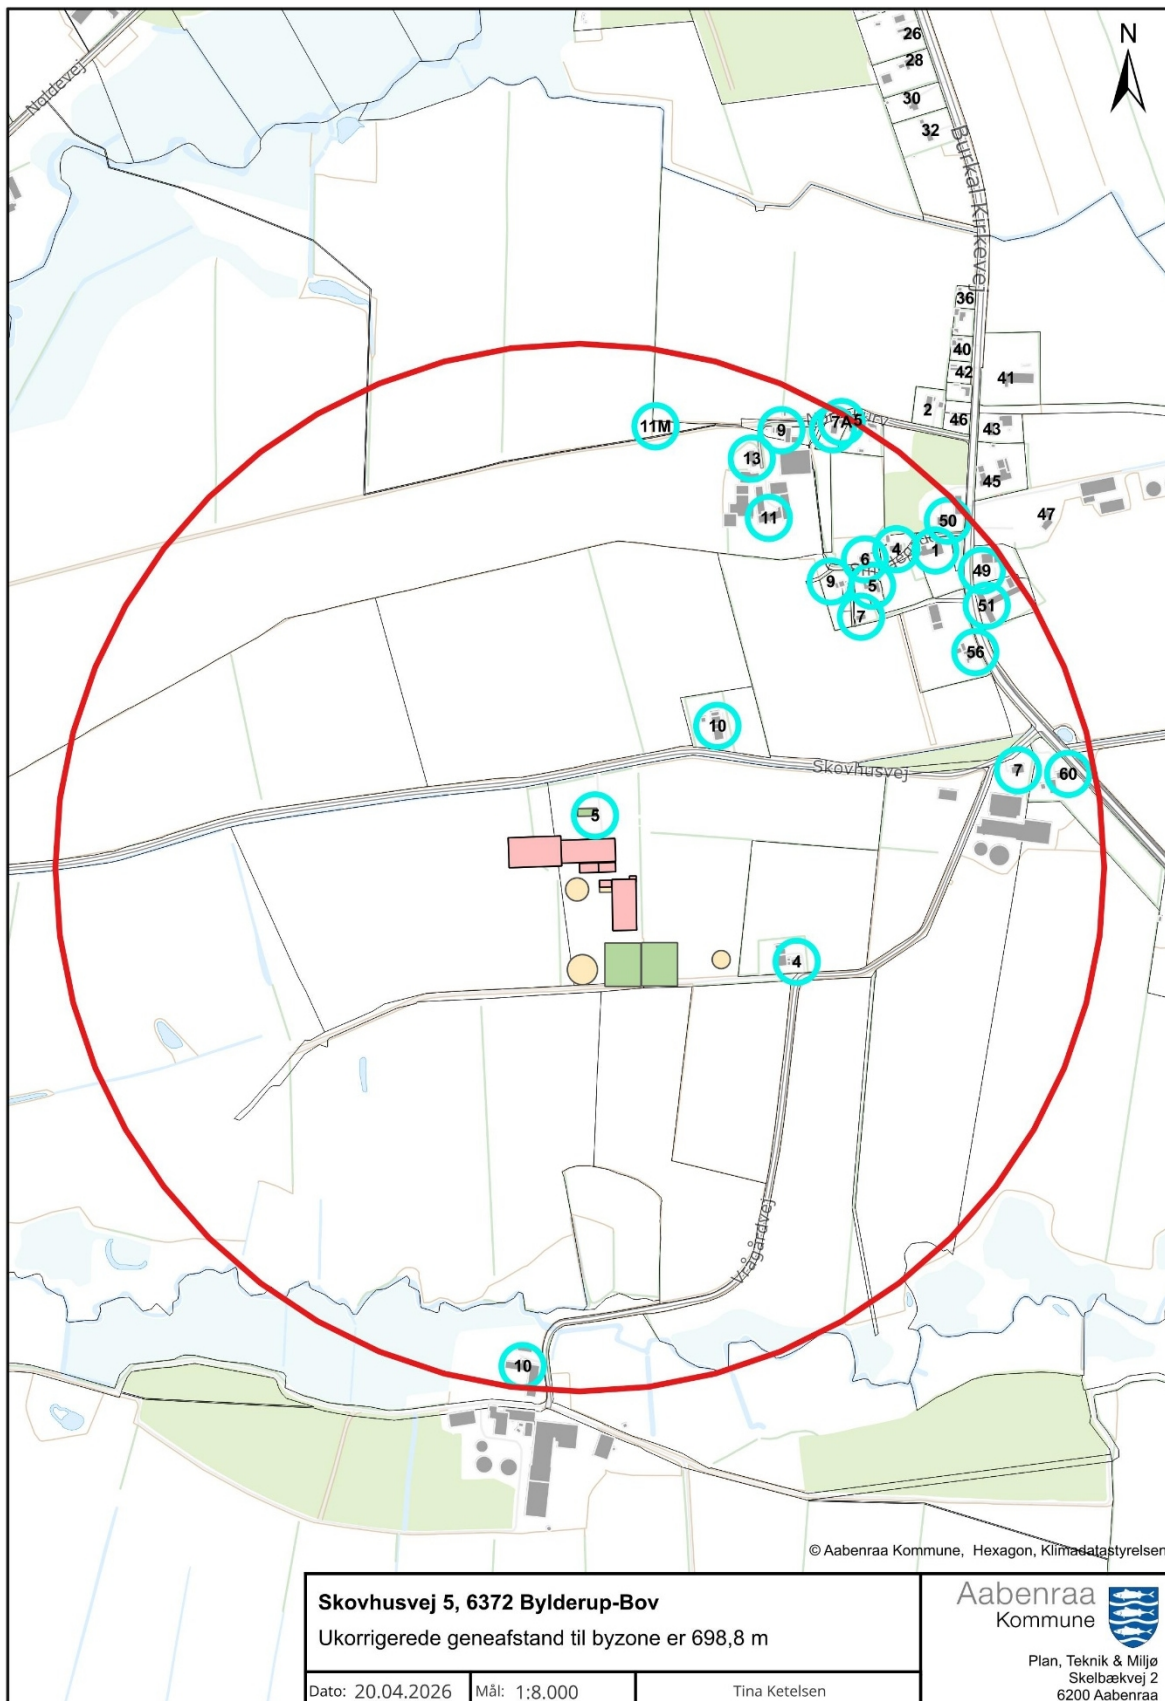 N
Noldevej
26
28
30
32
Burkal Kirkevej
36
40
42
41
2
46
43
45
47
11M
9
7A
5
13
11
50
6
4
1
49
9
5
7
51
56
10
Skovhusvej
7
60
5
4
Vrågårdvej
10
© Aabenraa Kommune, Hexagon, Klimadatastyrelsen
Skovhusvej 5, 6372 Bylderup-Bov
Ukorrigerede geneafstand til byzone er 698,8 m
Dato: 20.04.2026
Mål: 1:8.000
Tina Ketelsen
Aabenraa
Kommune
Plan, Teknik & Miljø
Skelbækvej 2
6200 Aabenraa